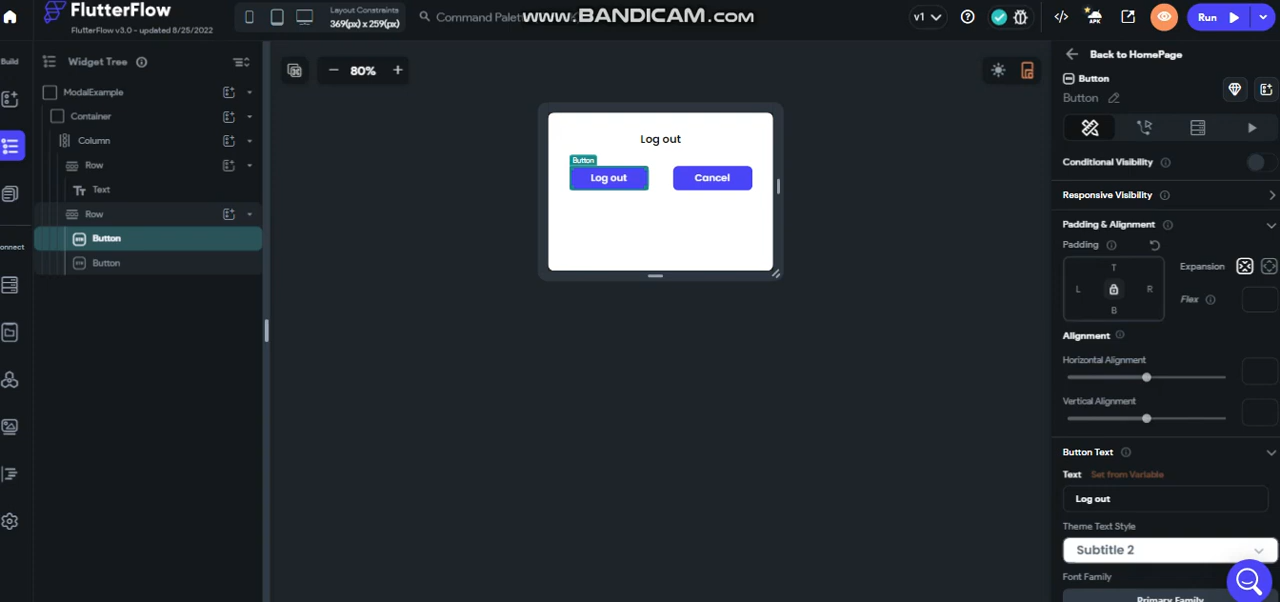 FlutterFlow
FlutterFlow v3.0 - updated 8/25/2022
Layout Constraints
369(px) x 259(px)
Command Palet
www.BANDICAM.com
v1
APK
Run
Build
Widget Tree
80%
Back to HomePage
Button
Button
ModalExample
Container
Column
Row
Tт Text
Row
Button
Button
onnect
Log out
Button
Log out
Cancel
Conditional Visibility
Responsive Visibility
Padding & Alignment
Padding
Expansion
T
L
R
B
Flex
Alignment
Horizontal Alignment
Vertical Alignment
Button Text
Text
Set from Variable
Log out
Theme Text Style
Subtitle 2
Font Family
Primary Family